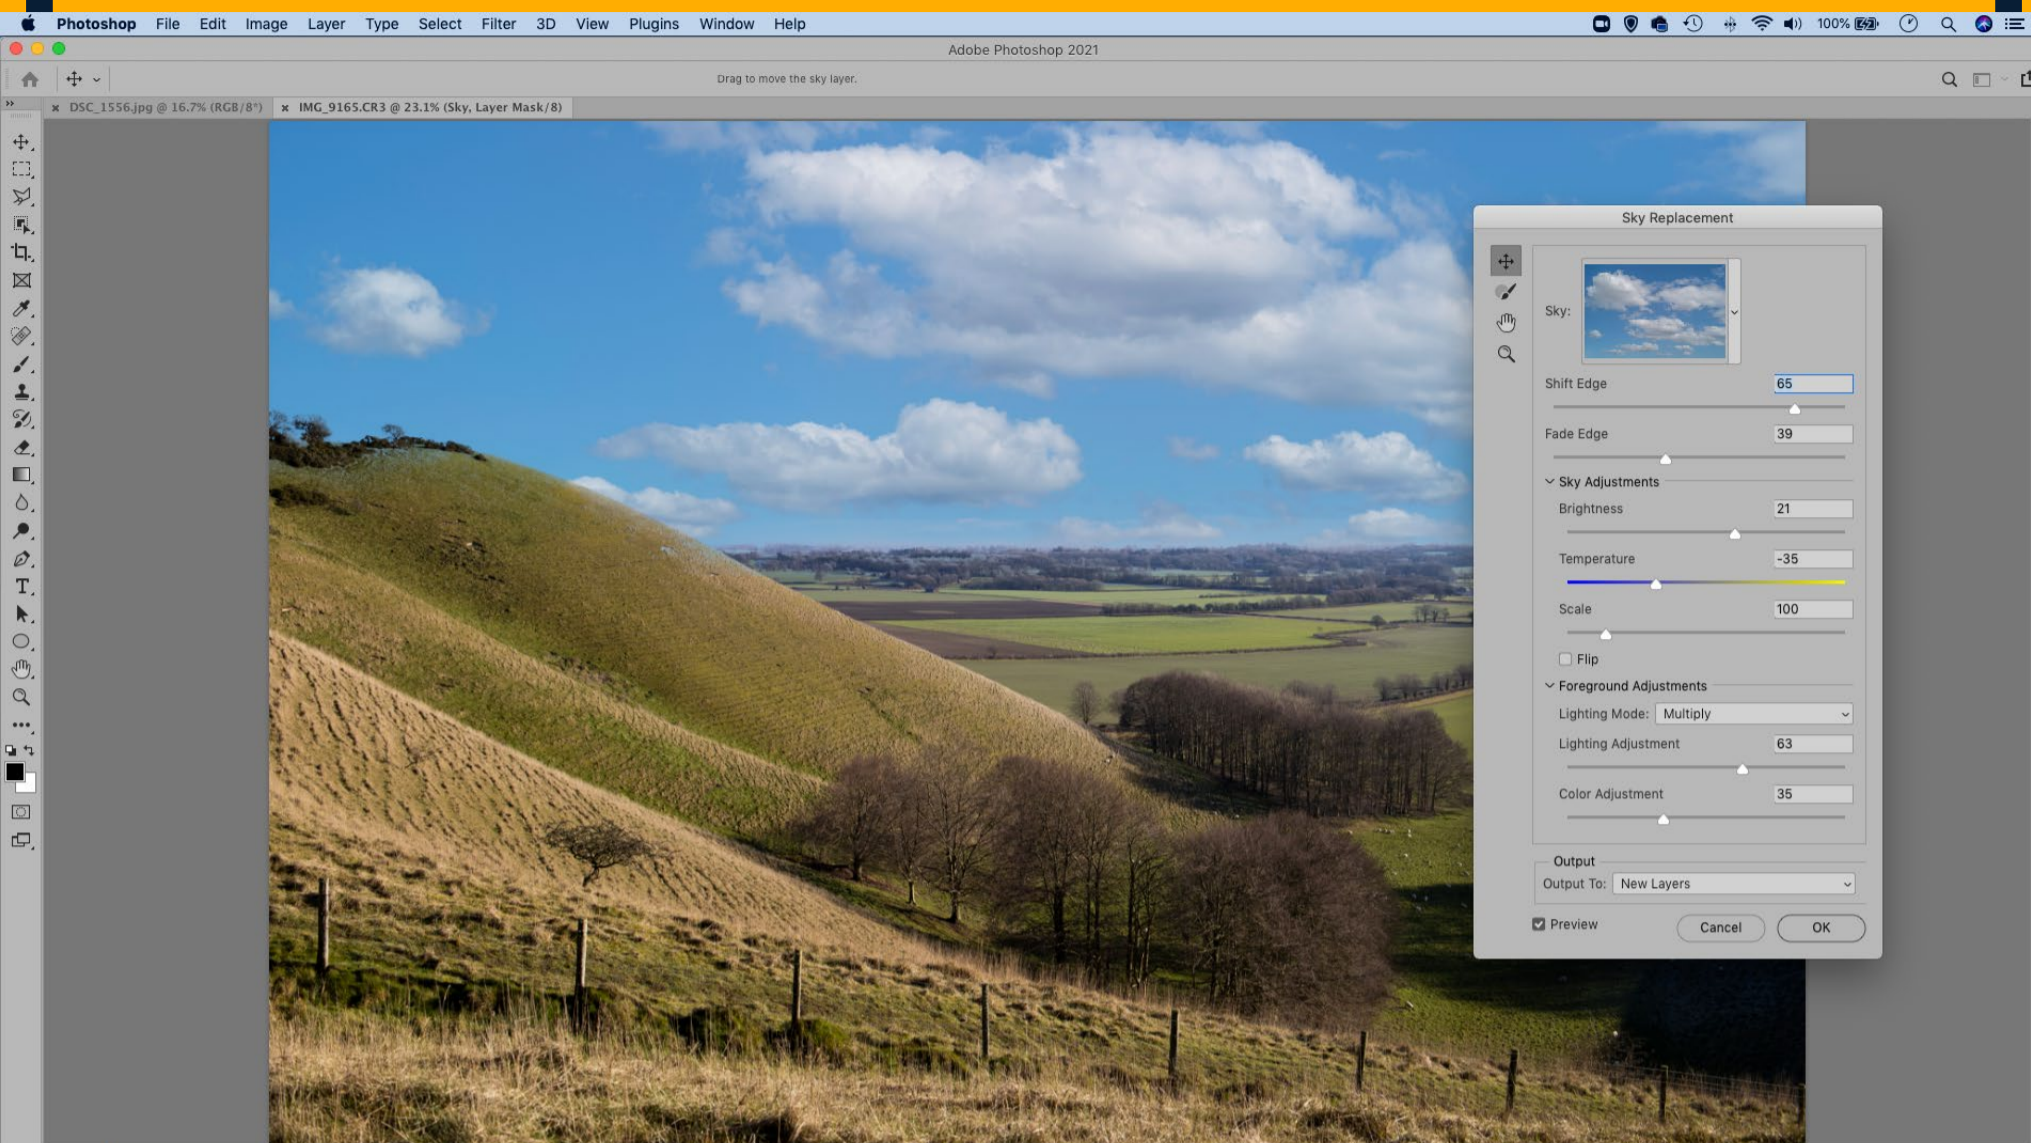 Photoshop File Edit Image Layer Type Select Filter 3D View Plugins Window Help 100%
Adobe Photoshop 2021
Drag to move the sky layer.
DSC_1556.jpg @ 16.7% (RGB/8*) IMG_9165.CR3 @ 23.1% (Sky, Layer Mask/8)
Sky Replacement
Sky:
Shift Edge 65
Fade Edge 39
Sky Adjustments
Brightness 21
Temperature -35
Scale 100
Flip
Foreground Adjustments
Lighting Mode: Multiply
Lighting Adjustment 63
Color Adjustment 35
Output
Output To: New Layers
Preview Cancel OK